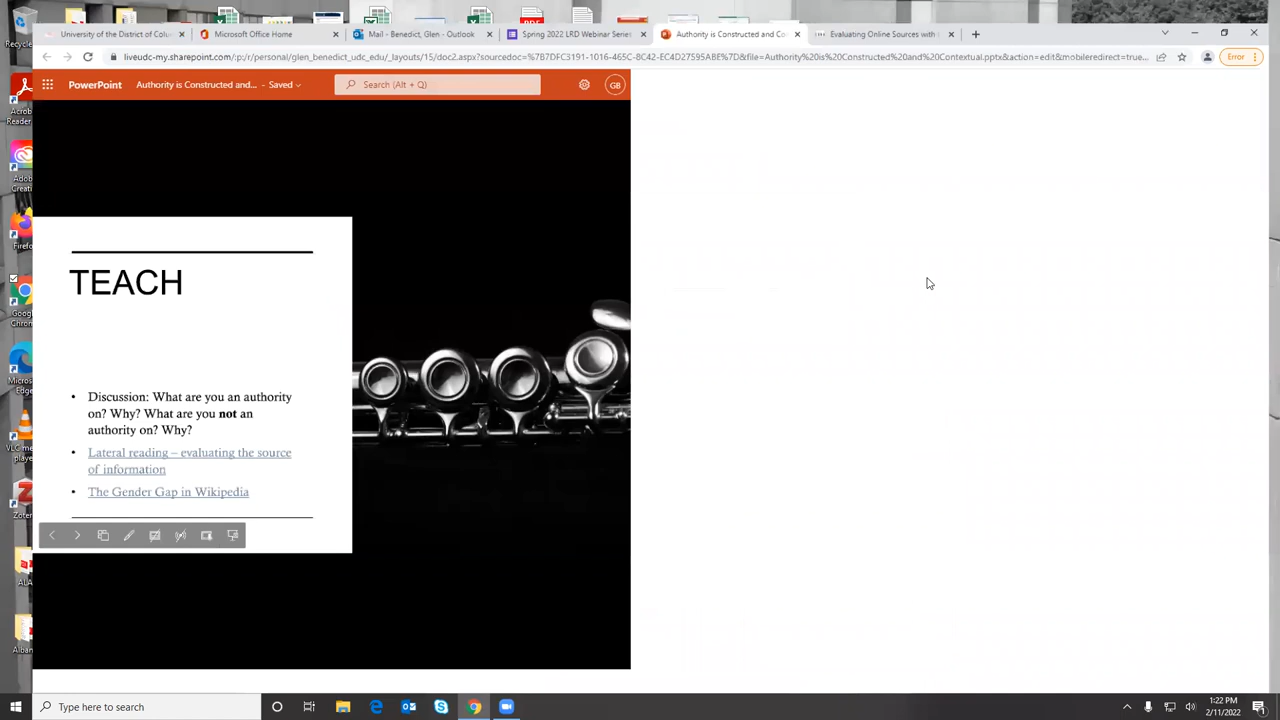 University of the District of Colu
Microsoft Office Home
Mail - Benedict, Glen - Outlook
Spring 2022 LRD Webinar Series
Authority is Constructed and Co
Evaluating Online Sources with
liveudc-my.sharepoint.com/:p:/r/personal/glen_benedict_udc_edu/_layouts/15/doc2.aspx?sourcedoc=%7B7DFC3191-1016-465C-8C42-EC4D27595ABE%7D&file=Authority%20is%20Constructed%20and%20Contextual.pptx&action=edit&mobileredirect=true...
Error
PowerPoint
Authority is Constructed and... - Saved
Search (Alt + Q)
GB
TEACH
• Discussion: What are you an authority
on? Why? What are you not an
authority on? Why?
• Lateral reading – evaluating the source
of information
• The Gender Gap in Wikipedia
Type here to search
1:22 PM
2/11/2022